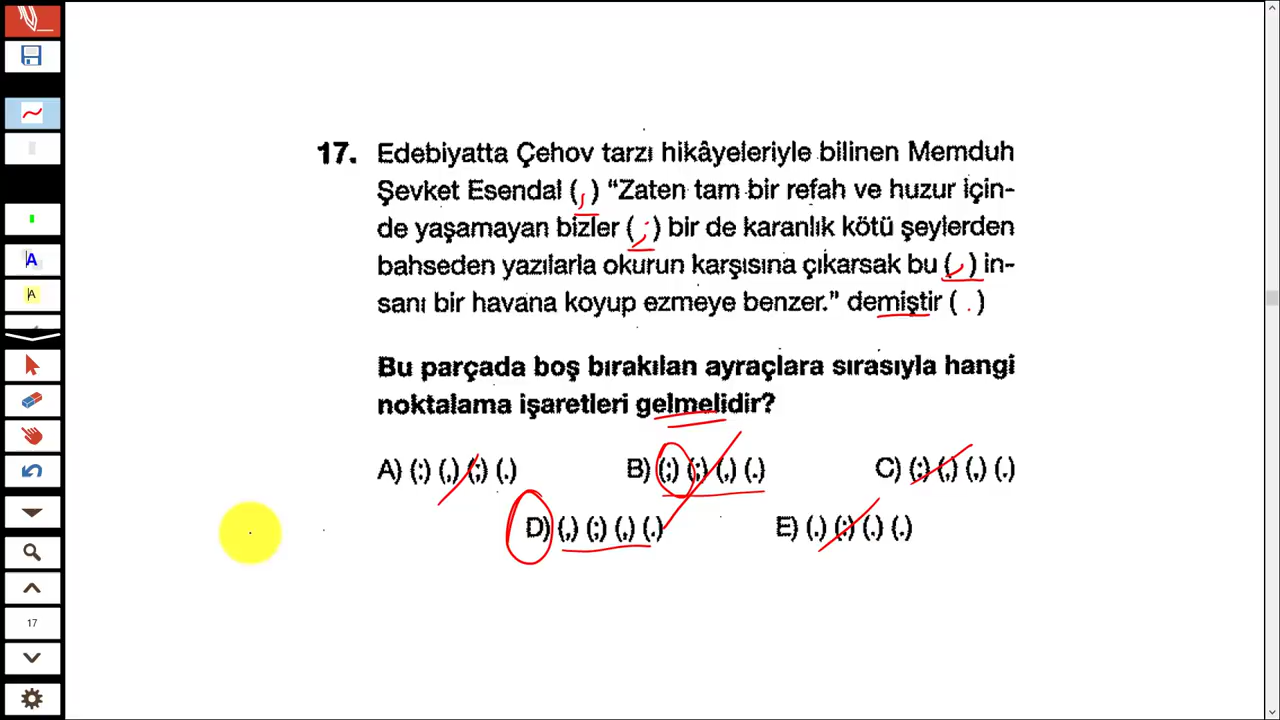 17. Edebiyatta Çehov tarzı hikâyeleriyle bilinen Memduh
Şevket Esendal (,) “Zaten tam bir refah ve huzur için-
de yaşamayan bizler (;) bir de karanlık kötü şeylerden
bahseden yazılarla okurun karşısına çıkarsak bu (,) in-
sanı bir havana koyup ezmeye benzer.” demiştir (.)
Bu parçada boş bırakılan ayraçlara sırasıyla hangi
noktalama işaretleri gelmelidir?
A) (:) (,) (;) (.) B) (;) (;) (,) (.) C) (:) (,) (,) (.)
D) (,) (;) (,) (.) E) (.) (:) (.) (.)
A
A
17